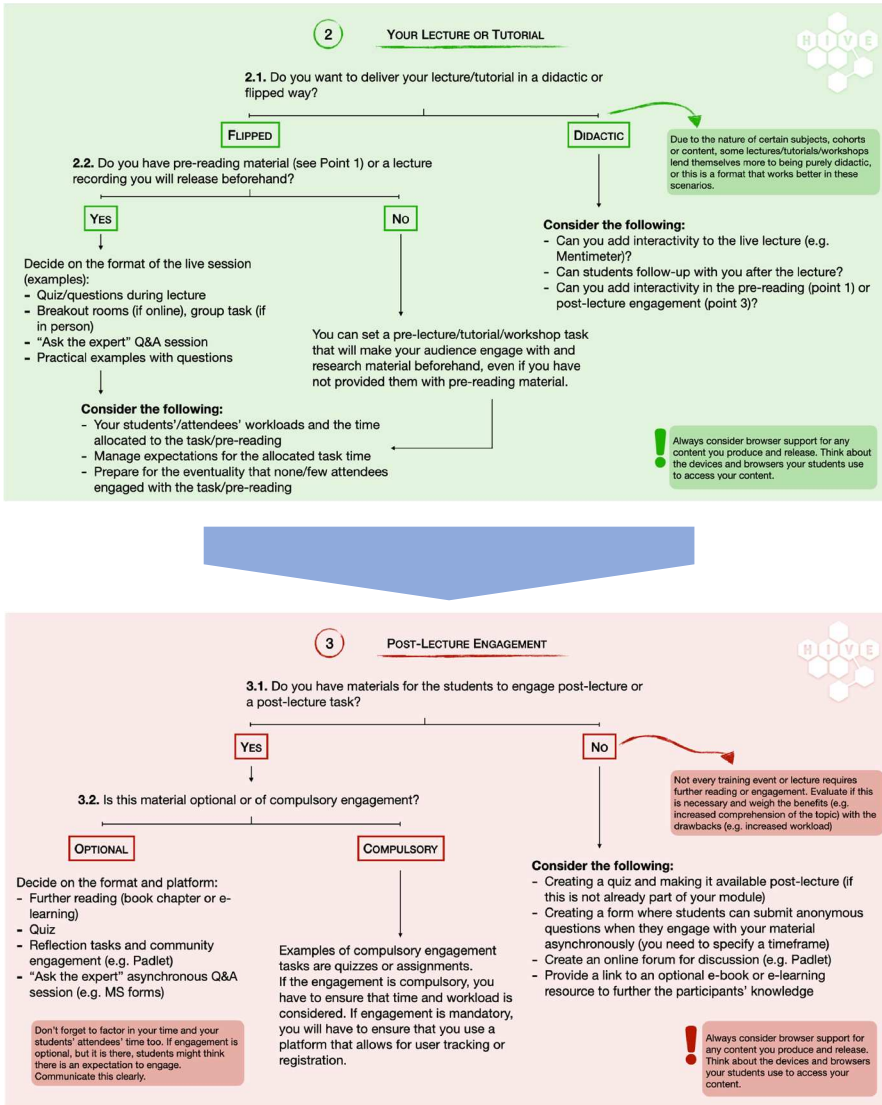 2 YOUR LECTURE OR TUTORIAL
HIVE
2.1. Do you want to deliver your lecture/tutorial in a didactic or
flipped way?
FLIPPED
DIDACTIC
Due to the nature of certain subjects, cohorts
or content, some lectures/tutorials/workshops
lend themselves more to being purely didactic,
or this is a format that works better in these
scenarios.
2.2. Do you have pre-reading material (see Point 1) or a lecture
recording you will release beforehand?
YES
NO
Decide on the format of the live session
(examples):
- Quiz/questions during lecture
- Breakout rooms (if online), group task (if
in person)
- “Ask the expert” Q&A session
- Practical examples with questions
You can set a pre-lecture/tutorial/workshop task
that will make your audience engage with and
research material beforehand, even if you have
not provided them with pre-reading material.
Consider the following:
- Can you add interactivity to the live lecture (e.g.
Mentimeter)?
- Can students follow-up with you after the lecture?
- Can you add interactivity in the pre-reading (point 1) or
post-lecture engagement (point 3)?
Consider the following:
- Your students’/attendees’ workloads and the time
allocated to the task/pre-reading
- Manage expectations for the allocated task time
- Prepare for the eventuality that none/few attendees
engaged with the task/pre-reading
! Always consider browser support for any
content you produce and release. Think about
the devices and browsers your students use
to access your content.
3 POST-LECTURE ENGAGEMENT
HIVE
3.1. Do you have materials for the students to engage post-lecture or
a post-lecture task?
YES
NO
Not every training event or lecture requires
further reading or engagement. Evaluate if this
is necessary and weigh the benefits (e.g.
increased comprehension of the topic) with the
drawbacks (e.g. increased workload)
3.2. Is this material optional or of compulsory engagement?
OPTIONAL
COMPULSORY
Decide on the format and platform:
- Further reading (book chapter or e-
learning)
- Quiz
- Reflection tasks and community
engagement (e.g. Padlet)
- “Ask the expert” asynchronous Q&A
session (e.g. MS forms)
Don’t forget to factor in your time and your
students’ attendees’ time too. If engagement is
optional, but it is there, students might think
there is an expectation to engage.
Communicate this clearly.
Examples of compulsory engagement
tasks are quizzes or assignments.
If the engagement is compulsory, you
have to ensure that time and workload is
considered. If engagement is mandatory,
you will have to ensure that you use a
platform that allows for user tracking or
registration.
Consider the following:
- Creating a quiz and making it available post-lecture (if
this is not already part of your module)
- Creating a form where students can submit anonymous
questions when they engage with your material
asynchronously (you need to specify a timeframe)
- Create an online forum for discussion (e.g. Padlet)
- Provide a link to an optional e-book or e-learning
resource to further the participants’ knowledge
! Always consider browser support for
any content you produce and release.
Think about the devices and browsers
your students use to access your
content.